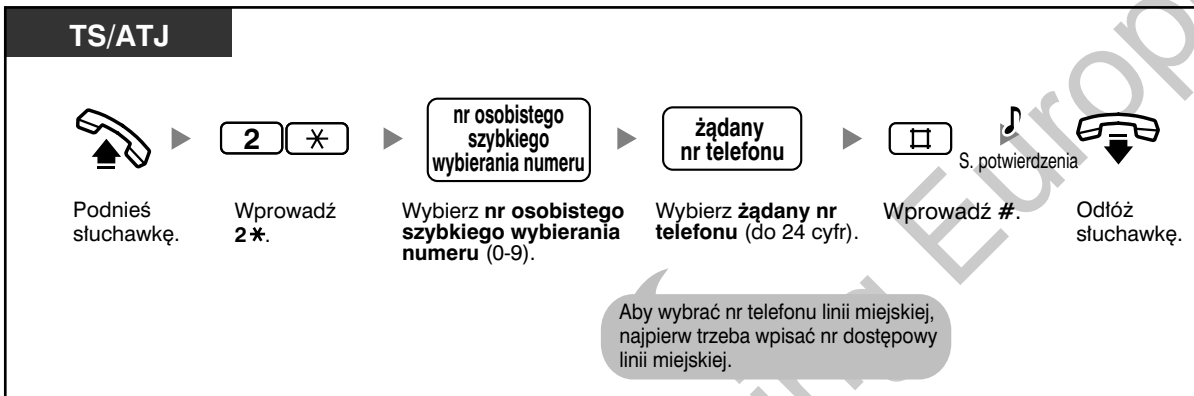 TS/ATJ
2 *
nr osobistego
szybkiego
wybierania numeru
żądany
nr telefonu
S. potwierdzenia
Podnieś
słuchawkę.
Wprowadź
2*.
Wybierz nr osobistego
szybkiego wybierania
numeru (0-9).
Wybierz żądany nr
telefonu (do 24 cyfr).
Wprowadź #.
Odłóż
słuchawkę.
Aby wybrać nr telefonu linii miejskiej,
najpierw trzeba wpisać nr dostępowy
linii miejskiej.